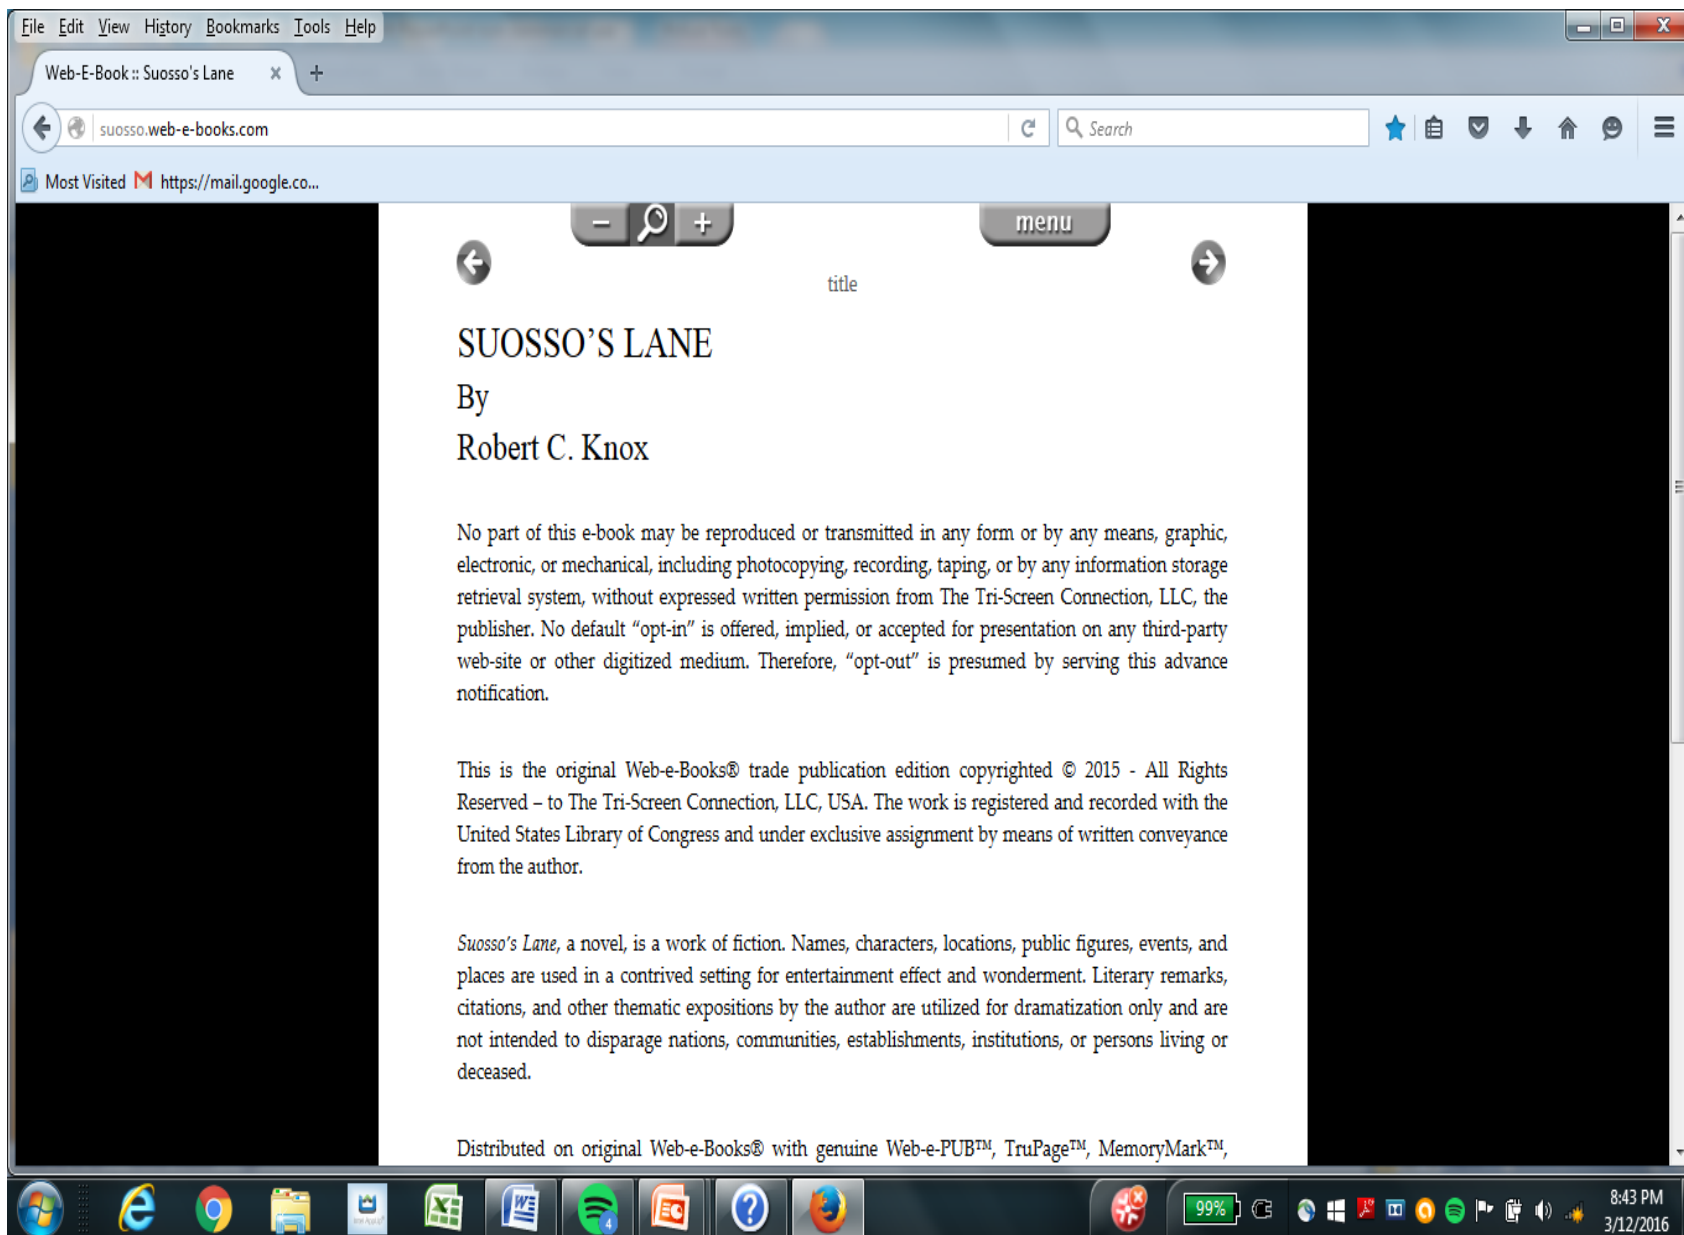 File Edit View History Bookmarks Tools Help
Web-E-Book :: Suosso's Lane
suosso.web-e-books.com
Search
Most Visited https://mail.google.co...
menu
title
SUOSSO’S LANE
By
Robert C. Knox
No part of this e-book may be reproduced or transmitted in any form or by any means, graphic,
electronic, or mechanical, including photocopying, recording, taping, or by any information storage
retrieval system, without expressed written permission from The Tri-Screen Connection, LLC, the
publisher. No default “opt-in” is offered, implied, or accepted for presentation on any third-party
web-site or other digitized medium. Therefore, “opt-out” is presumed by serving this advance
notification.
This is the original Web-e-Books® trade publication edition copyrighted © 2015 - All Rights
Reserved – to The Tri-Screen Connection, LLC, USA. The work is registered and recorded with the
United States Library of Congress and under exclusive assignment by means of written conveyance
from the author.
Suosso’s Lane, a novel, is a work of fiction. Names, characters, locations, public figures, events, and
places are used in a contrived setting for entertainment effect and wonderment. Literary remarks,
citations, and other thematic expositions by the author are utilized for dramatization only and are
not intended to disparage nations, communities, establishments, institutions, or persons living or
deceased.
Distributed on original Web-e-Books® with genuine Web-e-PUB™, TruPage™, MemoryMark™,
99%
8:43 PM
3/12/2016